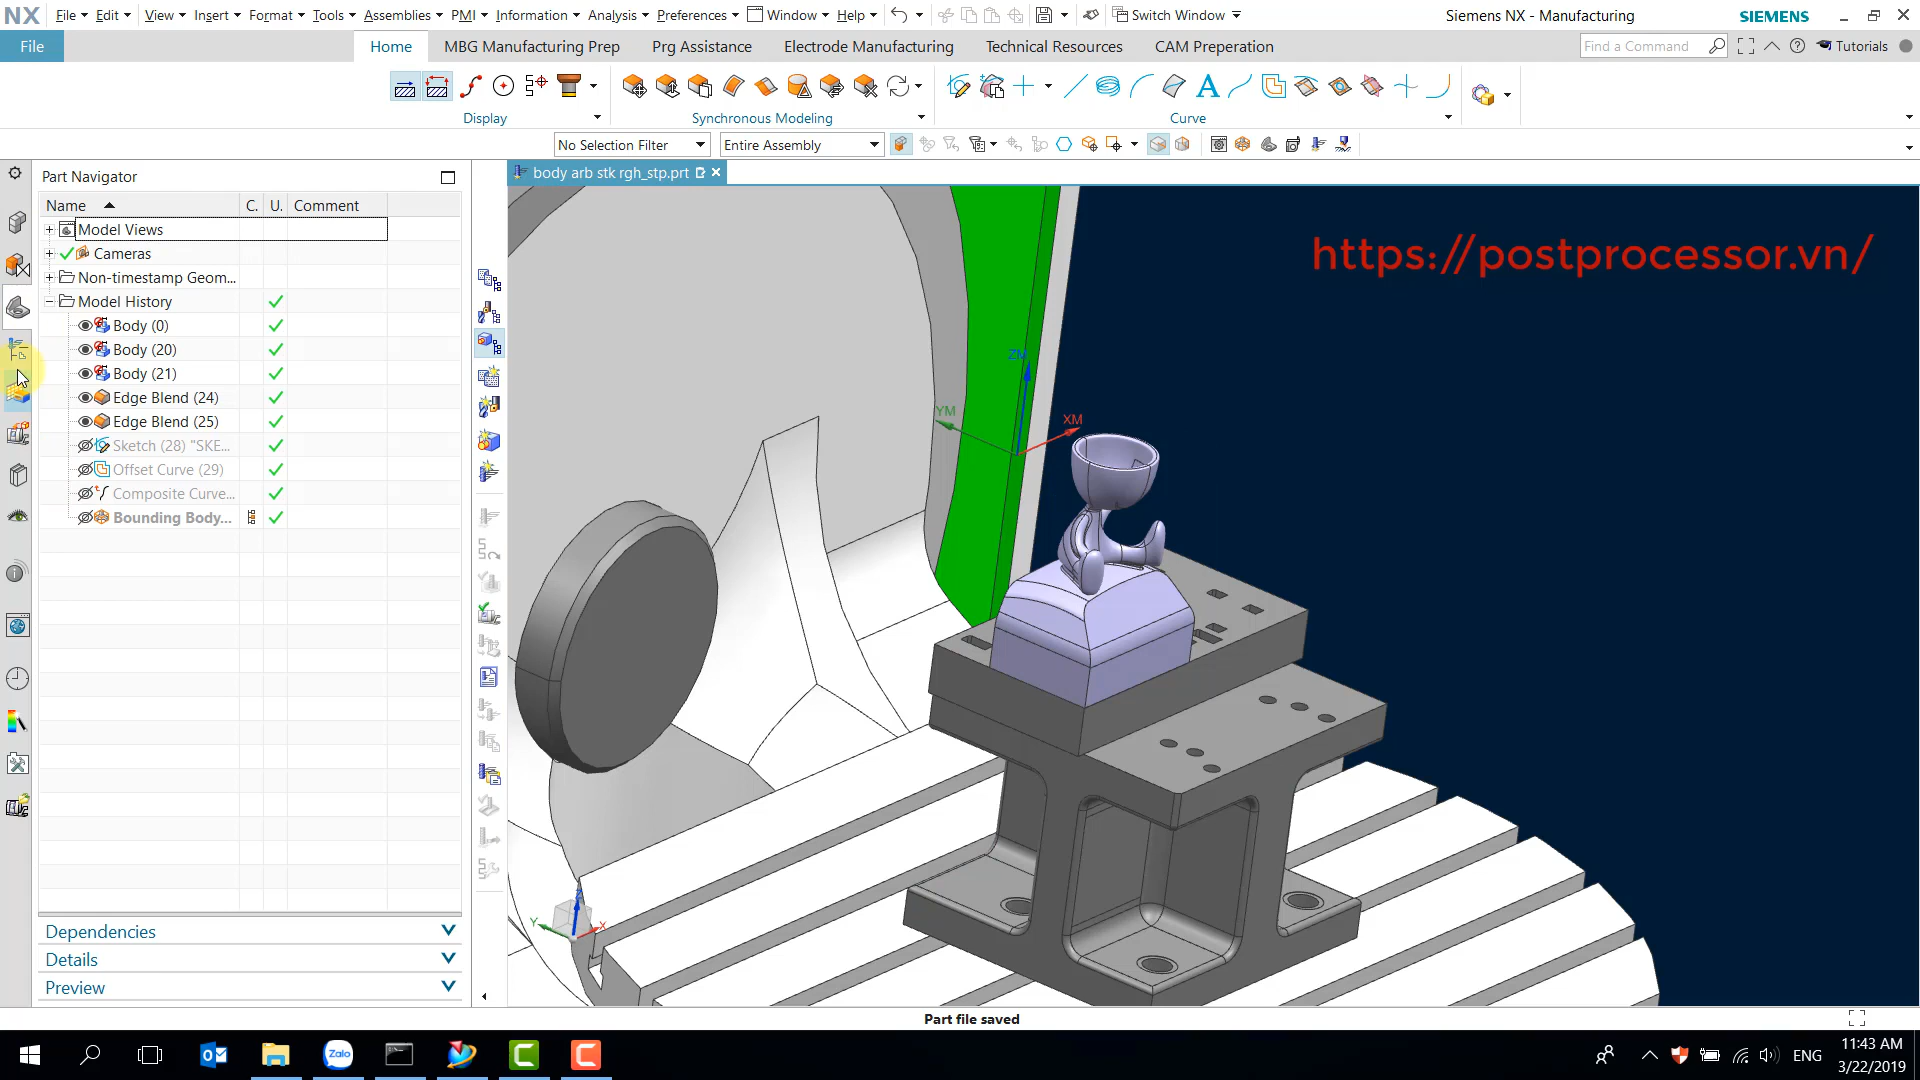 NX File Edit View Insert Format Tools Assemblies PMI Information Analysis Preferences Window Help Switch Window Siemens NX - Manufacturing SIEMENS
File Home MBG Manufacturing Prep Prg Assistance Electrode Manufacturing Technical Resources CAM Preperation Find a Command Tutorials
Display Synchronous Modeling Curve
No Selection Filter Entire Assembly
Part Navigator
body arb stk rgh_stp.prt
Name C. U. Comment
Model Views
Cameras
Non-timestamp Geom...
Model History
Body (0)
Body (20)
Body (21)
Edge Blend (24)
Edge Blend (25)
Sketch (28) "SKE...
Offset Curve (29)
Composite Curve...
Bounding Body...
https://postprocessor.vn/
ZM
YM
XM
Z
Y
X
Dependencies
Details
Preview
Part file saved
Zalo
ENG
11:43 AM
3/22/2019